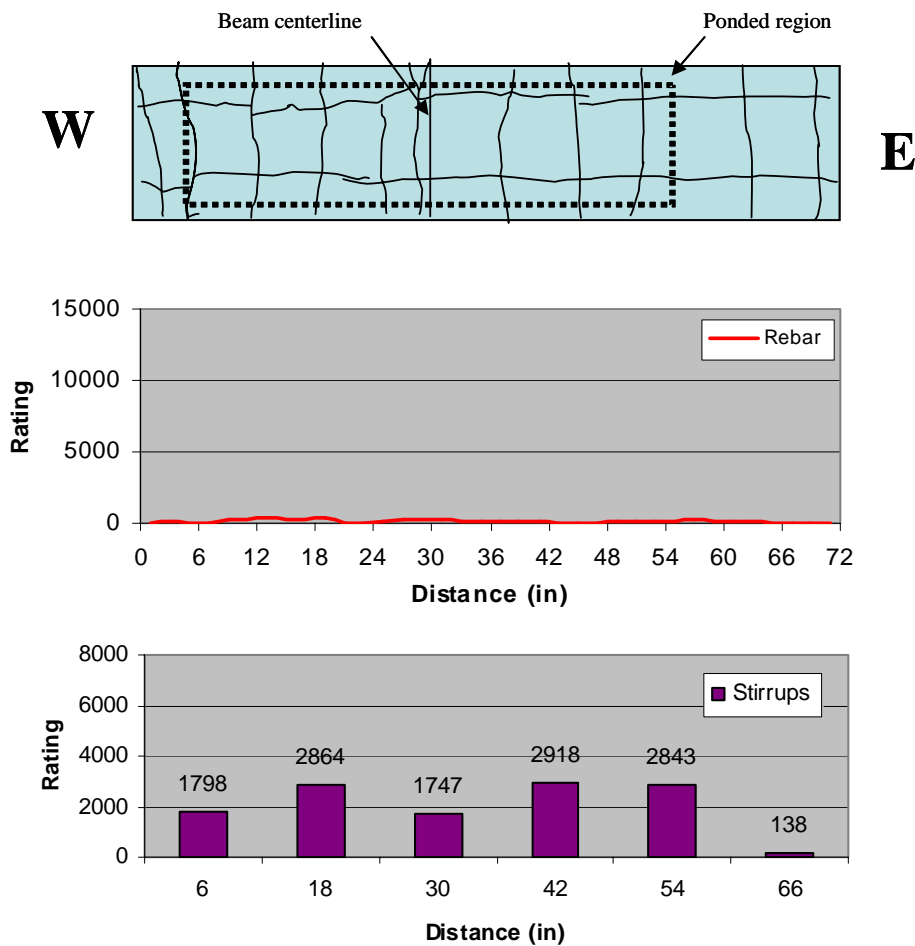 Beam centerline Ponded region
W
E
15000
Rebar
10000
Rating
5000
0
0 6 12 18 24 30 36 42 48 54 60 66 72
Distance (in)
8000
Stirrups
6000
Rating
4000
2000
0
1798 2864 1747 2918 2843 138
6 18 30 42 54 66
Distance (in)